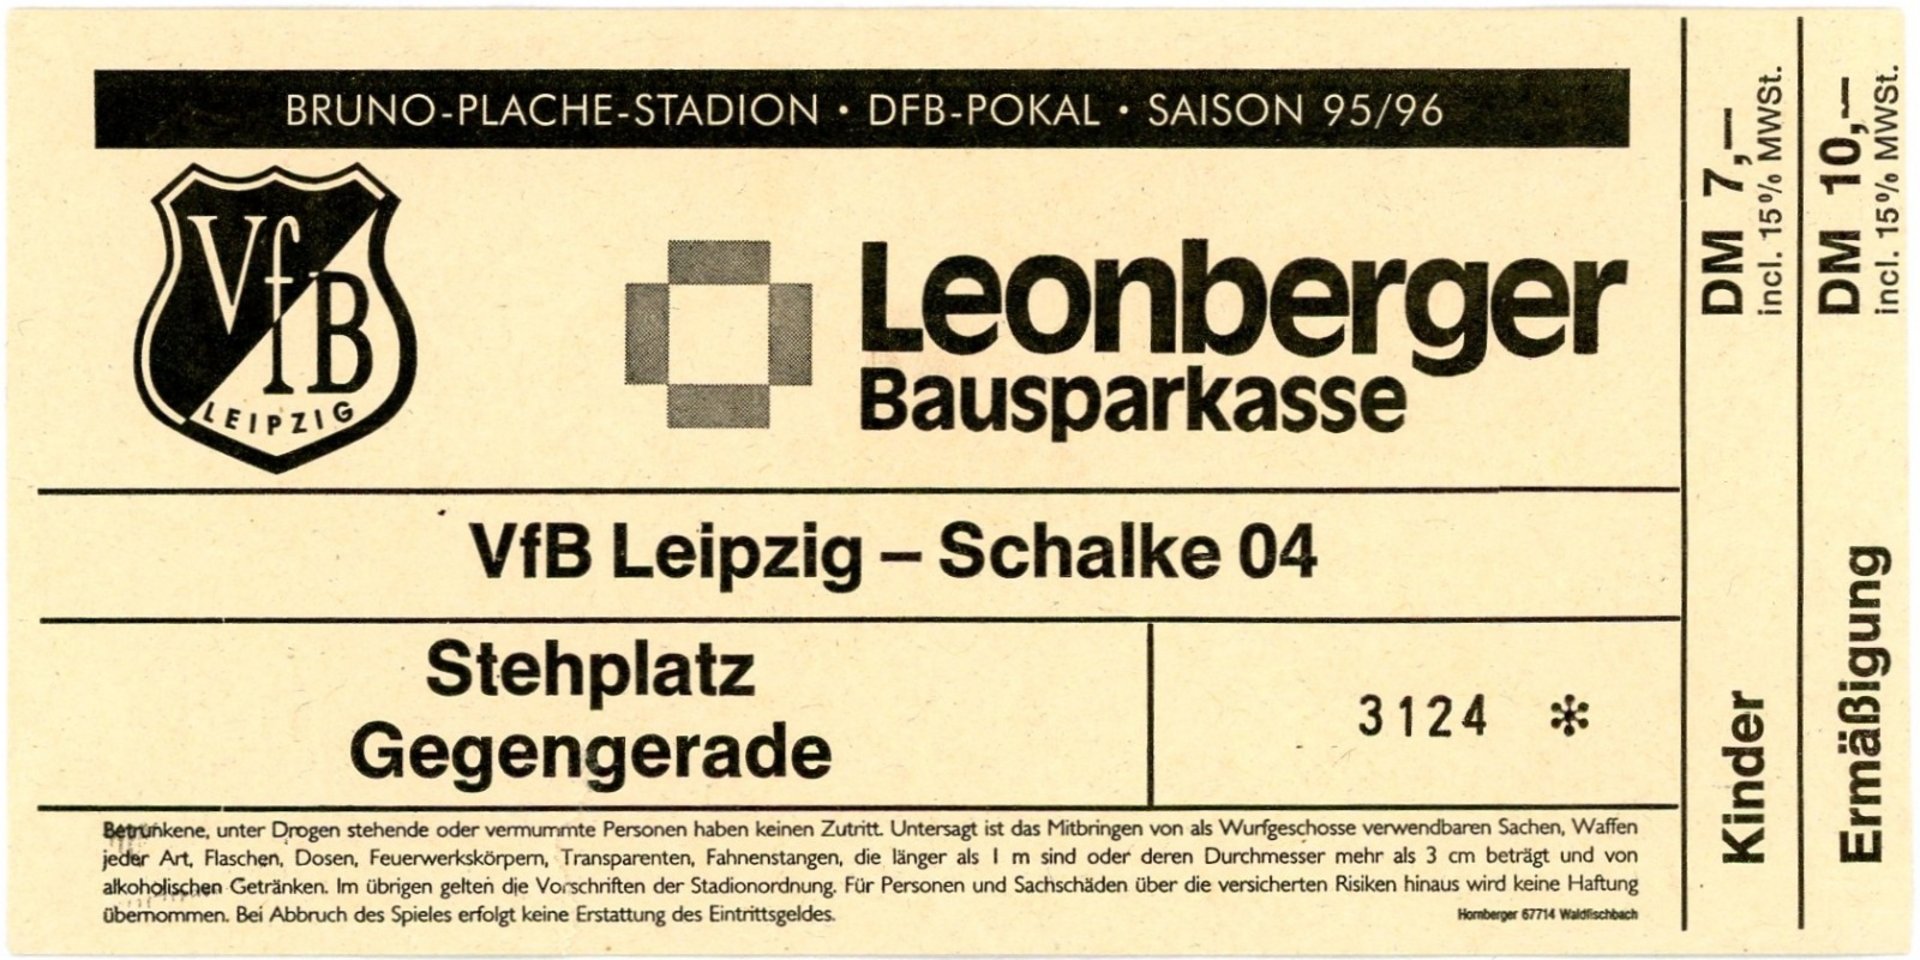 BRUNO-PLACHE-STADION • DFB-POKAL • SAISON 95/96
VfB
LEIPZIG
Leonberger
Bausparkasse
VfB Leipzig – Schalke 04
Stehplatz
Gegengerade
3124 *
Betrunkene, unter Drogen stehende oder vermummte Personen haben keinen Zutritt. Untersagt ist das Mitbringen von als Wurfgeschosse verwendbaren Sachen, Waffen
jeder Art, Flaschen, Dosen, Feuerwerkskörpern, Transparenten, Fahnenstangen, die länger als 1 m sind oder deren Durchmesser mehr als 3 cm beträgt und von
alkoholischen Getränken. Im übrigen gelten die Vorschriften der Stadionordnung. Für Personen und Sachschäden über die versicherten Risiken hinaus wird keine Haftung
übernommen. Bei Abbruch des Spieles erfolgt keine Erstattung des Eintrittsgeldes.
Hornberger 67714 Waldfischbach
Kinder DM 7,–
incl. 15% MWSt.
Ermäßigung DM 10,–
incl. 15% MWSt.